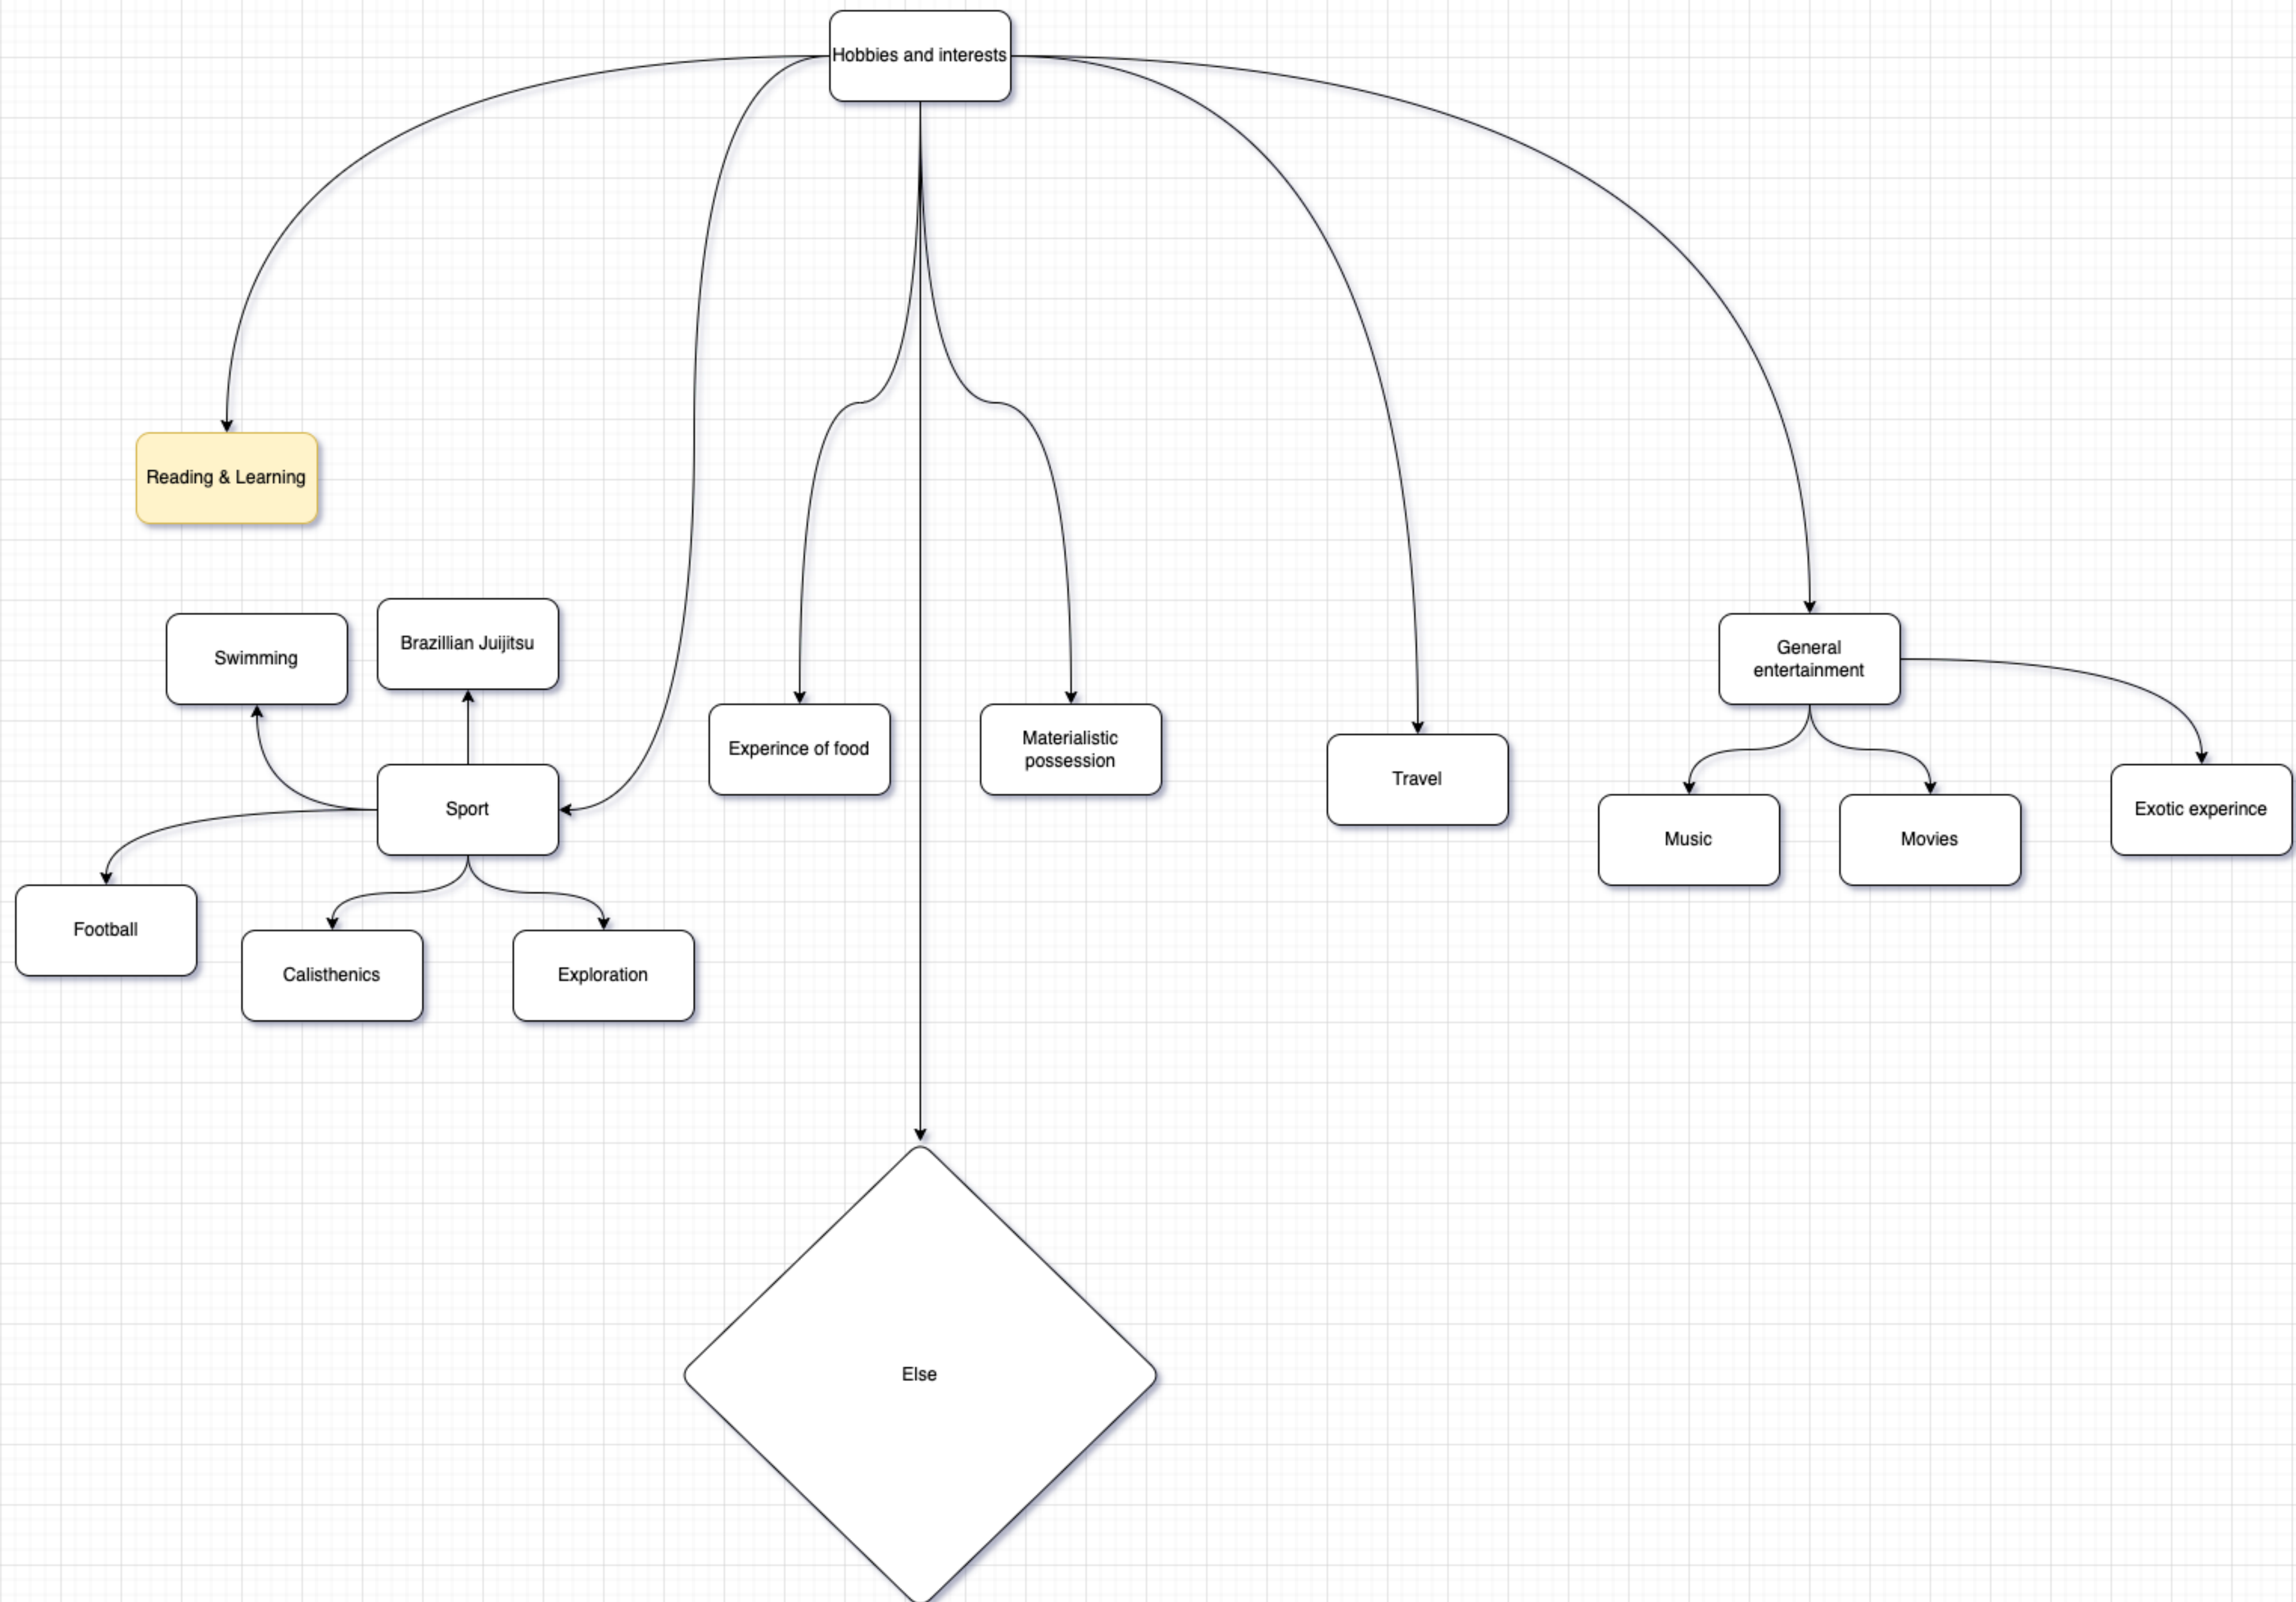 Hobbies and interests
Reading & Learning
Swimming
Brazillian Juijitsu
General
entertainment
Experince of food
Materialistic
possession
Travel
Sport
Exotic experince
Music
Movies
Football
Calisthenics
Exploration
Else